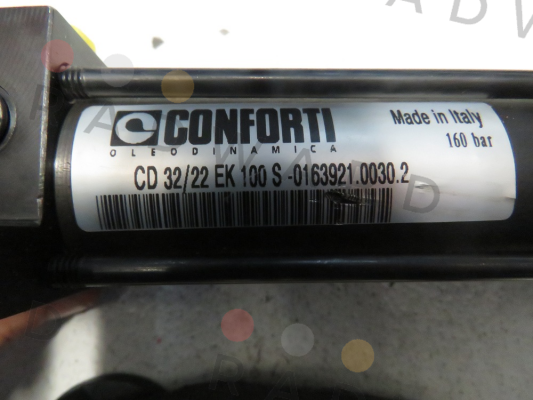 CONFORTI
OLEODINAMICA
Made in Italy
160 bar
CD 32/22 EK 100 S -0163921.0030.2